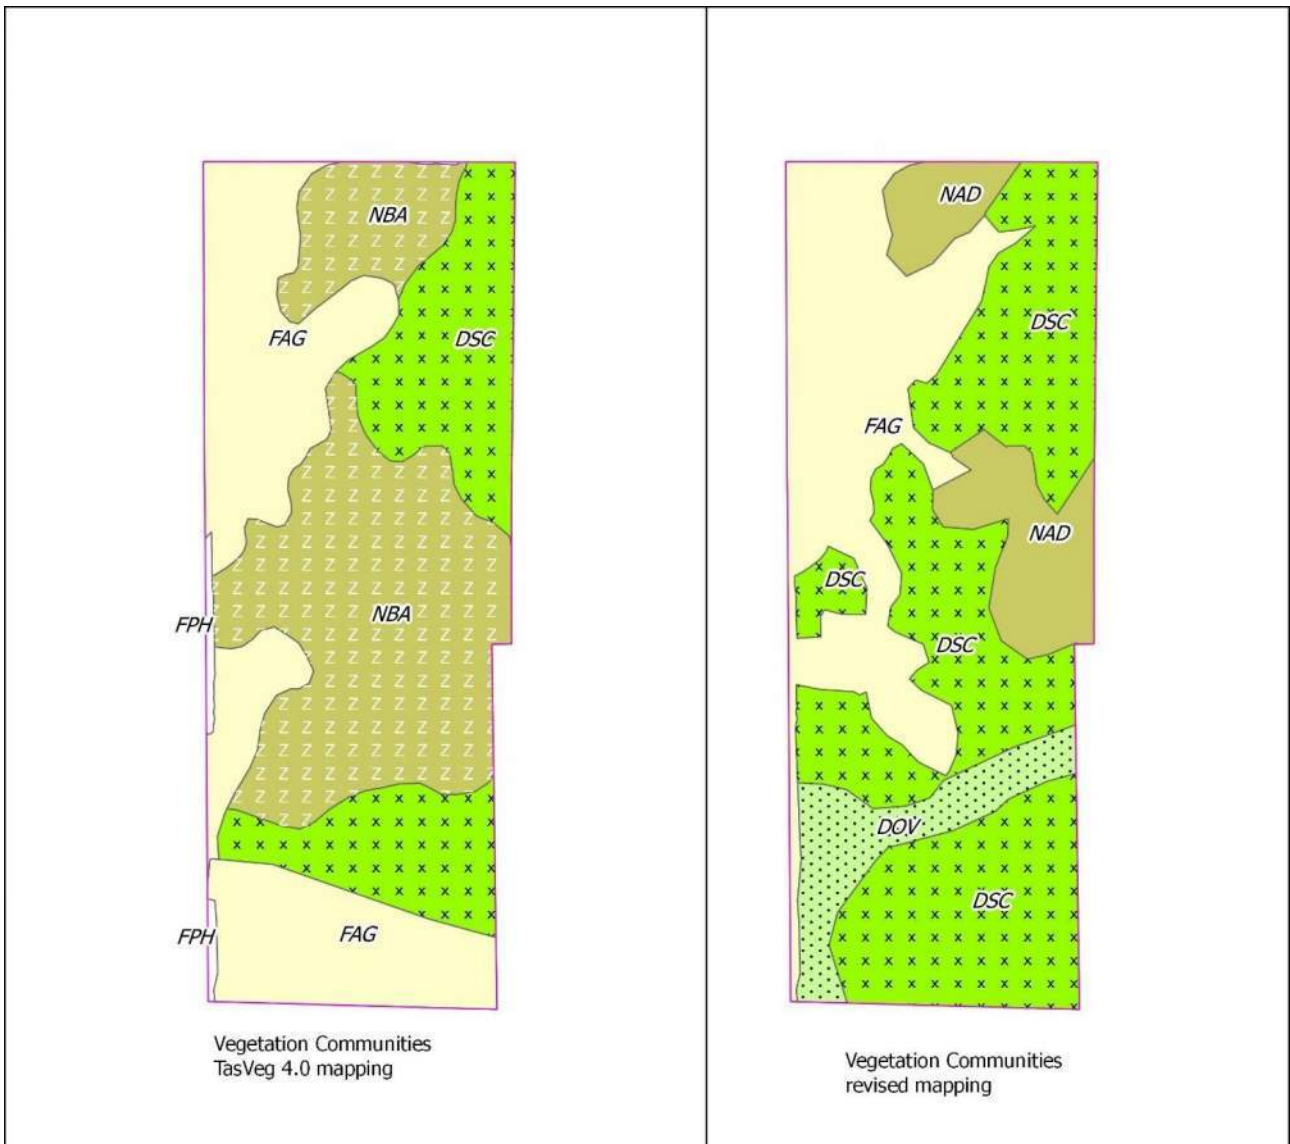 NBA
FAG
DSC
NBA
FPH
FPH
FAG
Vegetation Communities
TasVeg 4.0 mapping
NAD
DSC
FAG
NAD
DSC
DSC
DOV
DSC
Vegetation Communities
revised mapping